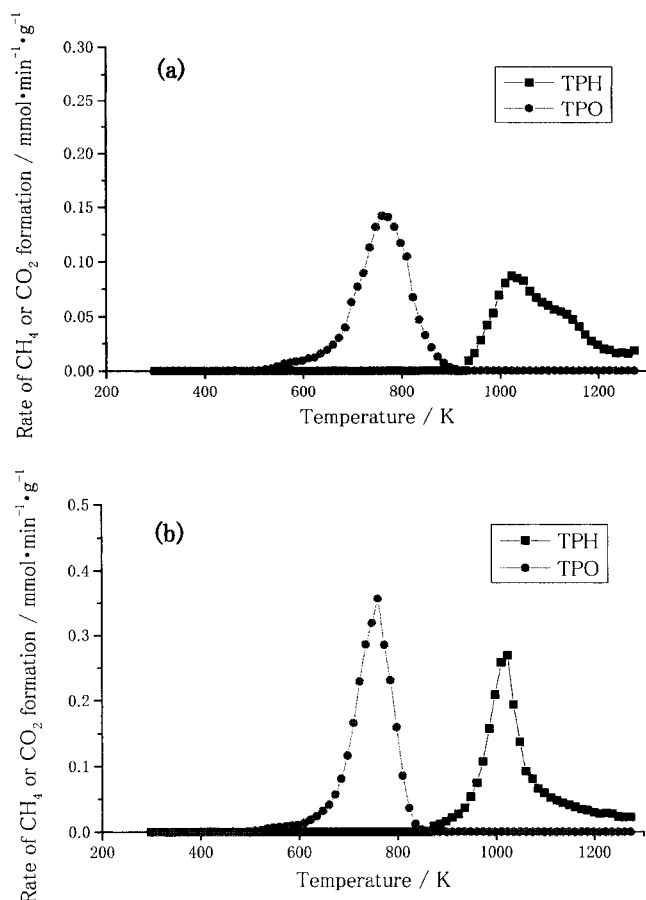 (a)
TPH
TPO
Rate of CH₄ or CO₂ formation / mmol·min⁻¹·g⁻¹
0.30
0.25
0.20
0.15
0.10
0.05
0.00
200
400
600
800
1000
1200
Temperature / K
(b)
TPH
TPO
Rate of CH₄ or CO₂ formation / mmol·min⁻¹·g⁻¹
0.5
0.4
0.3
0.2
0.1
0.0
200
400
600
800
1000
1200
Temperature / K